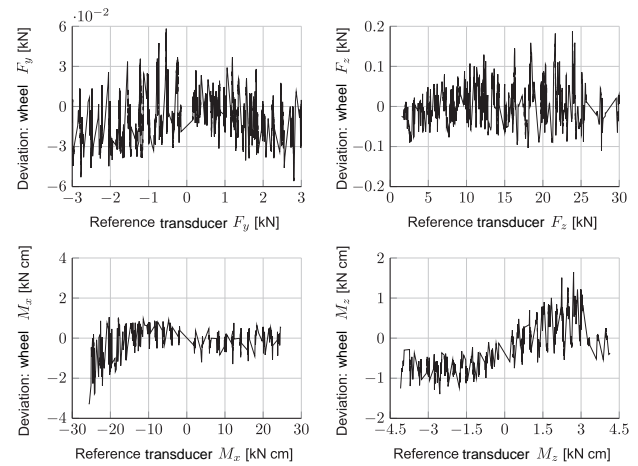 ·10⁻²
Deviation: wheel F_y [kN]
6
3
0
−3
−6
−3 −2 −1 0 1 2 3
Reference transducer F_y [kN]
Deviation: wheel F_z [kN]
0.2
0.1
0
−0.1
−0.2
0 5 10 15 20 25 30
Reference transducer F_z [kN]
Deviation: wheel M_x [kN cm]
4
2
0
−2
−4
−30 −20 −10 0 10 20 30
Reference transducer M_x [kN cm]
Deviation: wheel M_z [kN cm]
2
1
0
−1
−2
−4.5 −3 −1.5 0 1.5 3 4.5
Reference transducer M_z [kN cm]